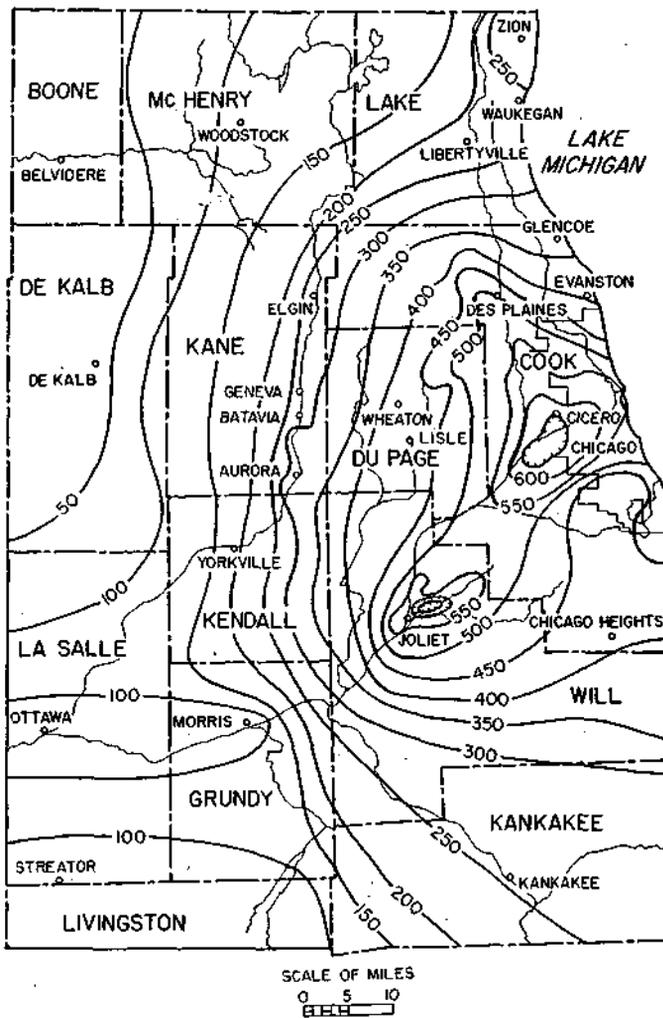 ZION
250
BOONE
Mc HENRY
LAKE
WAUKEGAN
WOODSTOCK
LAKE
MICHIGAN
LIBERTYVILLE
150
BELVIDERE
200
250
GLENCOE
300
350
DE KALB
EVANSTON
400
ELGIN
DES PLAINES
450
500
KANE
COOK
DE KALB
GENEVA
BATAVIA
WHEATON
CICERO
LISLE
CHICAGO
DU PAGE
AURORA
600
550
50
YORKVILLE
100
KENDALL
550
LA SALLE
JOLIET
500
CHICAGO HEIGHTS
450
100
400
WILL
OTTAWA
MORRIS
350
300
GRUNDY
KANKAKEE
100
250
STREATOR
KANKAKEE
200
150
LIVINGSTON
SCALE OF MILES
0 5 10